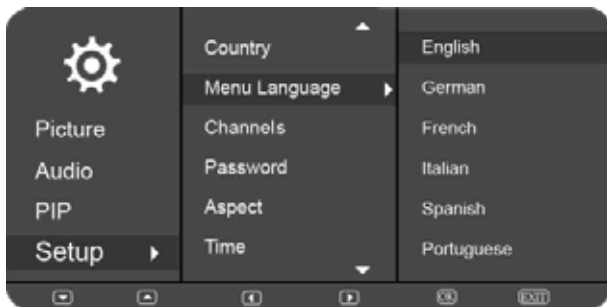 Picture
Audio
PIP
Setup
Country
Menu Language
Channels
Password
Aspect
Time
English
German
French
Italian
Spanish
Portuguese
OK
EXIT